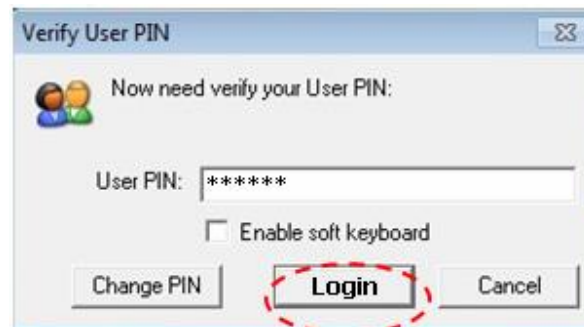 Verify User PIN
Now need verify your User PIN:
User PIN: ******
Enable soft keyboard
Change PIN Login Cancel